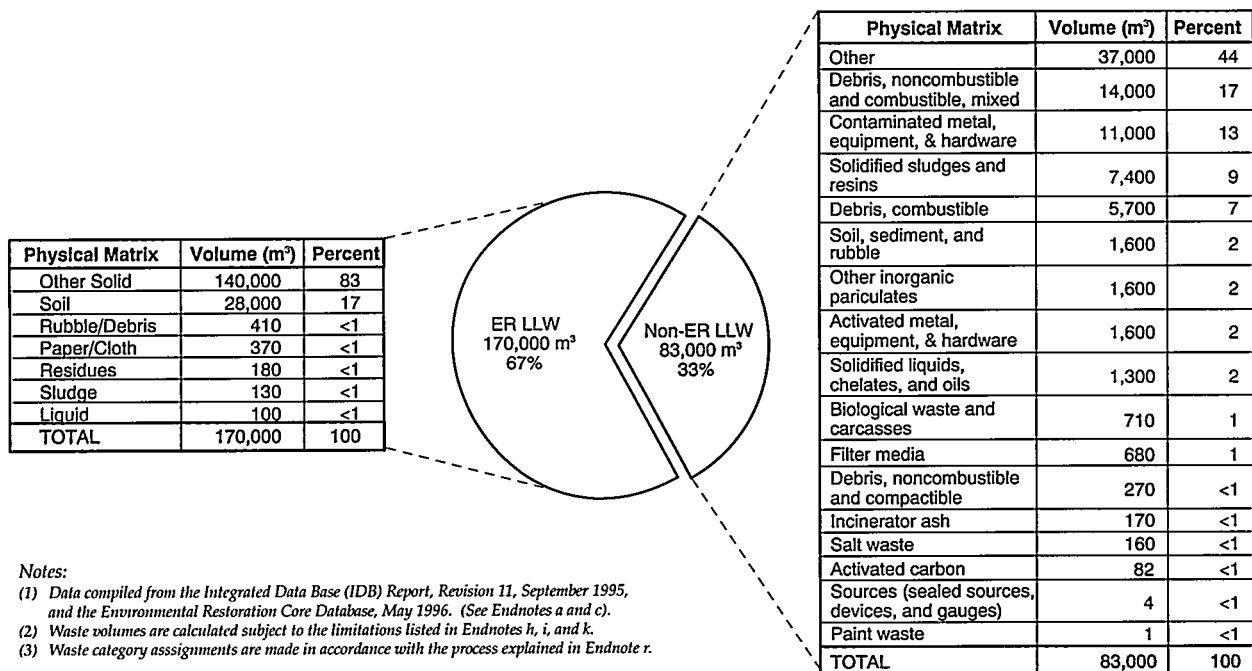 Physical Matrix Volume (m³) Percent
Other Solid 140,000 83
Soil 28,000 17
Rubble/Debris 410 <1
Paper/Cloth 370 <1
Residues 180 <1
Sludge 130 <1
Liquid 100 <1
TOTAL 170,000 100
ER LLW
170,000 m³
67%
Non-ER LLW
83,000 m³
33%
Physical Matrix Volume (m³) Percent
Other 37,000 44
Debris, noncombustible
and combustible, mixed 14,000 17
Contaminated metal,
equipment, & hardware 11,000 13
Solidified sludges and
resins 7,400 9
Debris, combustible 5,700 7
Soil, sediment, and
rubble 1,600 2
Other inorganic
pariculates 1,600 2
Activated metal,
equipment, & hardware 1,600 2
Solidified liquids,
chelates, and oils 1,300 2
Biological waste and
carcasses 710 1
Filter media 680 1
Debris, noncombustible
and compactible 270 <1
Incinerator ash 170 <1
Salt waste 160 <1
Activated carbon 82 <1
Sources (sealed sources,
devices, and gauges) 4 <1
Paint waste 1 <1
TOTAL 83,000 100
Notes:
(1) Data compiled from the Integrated Data Base (IDB) Report, Revision 11, September 1995,
and the Environmental Restoration Core Database, May 1996. (See Endnotes a and c).
(2) Waste volumes are calculated subject to the limitations listed in Endnotes h, i, and k.
(3) Waste category asssignments are made in accordance with the process explained in Endnote r.